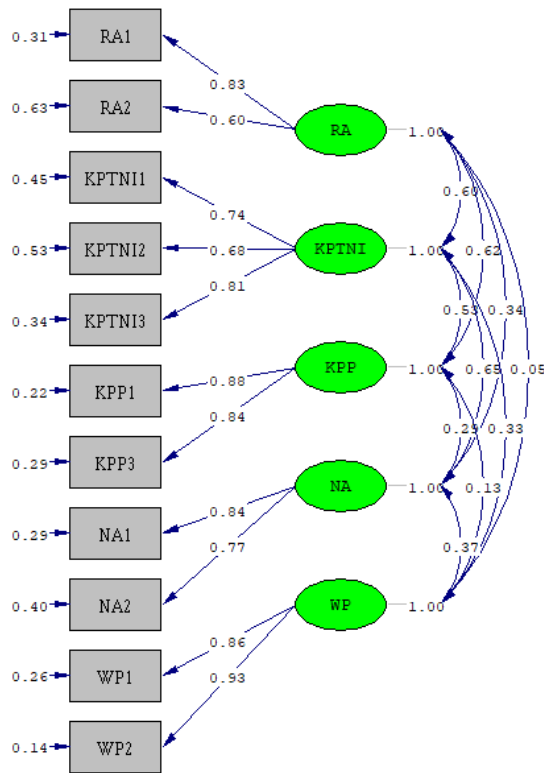 0.31 RA1
0.83
0.63 RA2
0.60
RA 1.00
0.45 KPTNI1
0.60
0.74
0.53 KPTNI2 0.68 KPTNI 1.00 0.62
0.81
0.53 0.34
0.34 KPTNI3
KPP 1.00 0.65 0.05
0.88
0.22 KPP1
0.84
0.33
0.29 KPP3
NA 1.00 0.13
0.84
0.29 NA1
0.77 0.37
0.40 NA2 WP 1.00
0.86
0.26 WP1
0.93
0.14 WP2